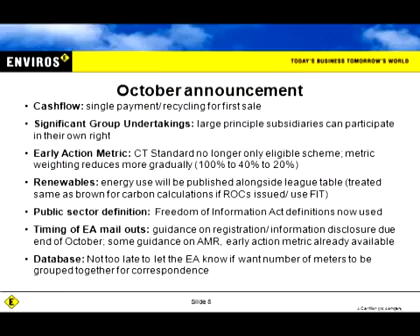 ENVIROS
TODAY'S BUSINESS TOMORROW'S WORLD
October announcement
• Cashflow: single payment/recycling for first sale
• Significant Group Undertakings: large principle subsidiaries can participate
in their own right
• Early Action Metric: CT Standard no longer only eligible scheme; metric
weighting reduces more gradually (100% to 40% to 20%)
• Renewables: energy use will be published alongside league table (treated
same as brown for carbon calculations if ROCs issued/ use FIT)
• Public sector definition: Freedom of Information Act definitions now used
• Timing of EA mail outs: guidance on registration/information disclosure due
end of October; some guidance on AMR, early action metric already available
• Database: Not too late to let the EA know if want number of meters to be
grouped together for correspondence
Slide 8